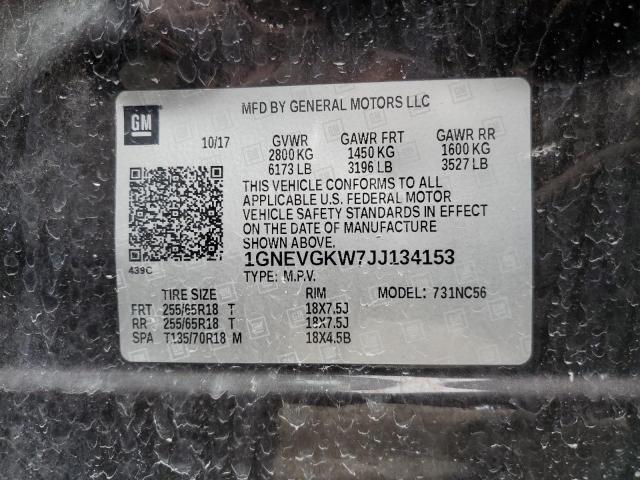 MFD BY GENERAL MOTORS LLC
GM
10/17 GVWR GAWR FRT GAWR RR
2800 KG 1450 KG 1600 KG
6173 LB 3196 LB 3527 LB
THIS VEHICLE CONFORMS TO ALL
APPLICABLE U.S. FEDERAL MOTOR
VEHICLE SAFETY STANDARDS IN EFFECT
ON THE DATE OF MANUFACTURE
SHOWN ABOVE.
439C
1GNEVGKW7JJ134153
TYPE: M.P.V.
TIRE SIZE RIM MODEL: 731NC56
FRT 255/65R18 T 18X7.5J
RR 255/65R18 T 18X7.5J
SPA T135/70R18 M 18X4.5B